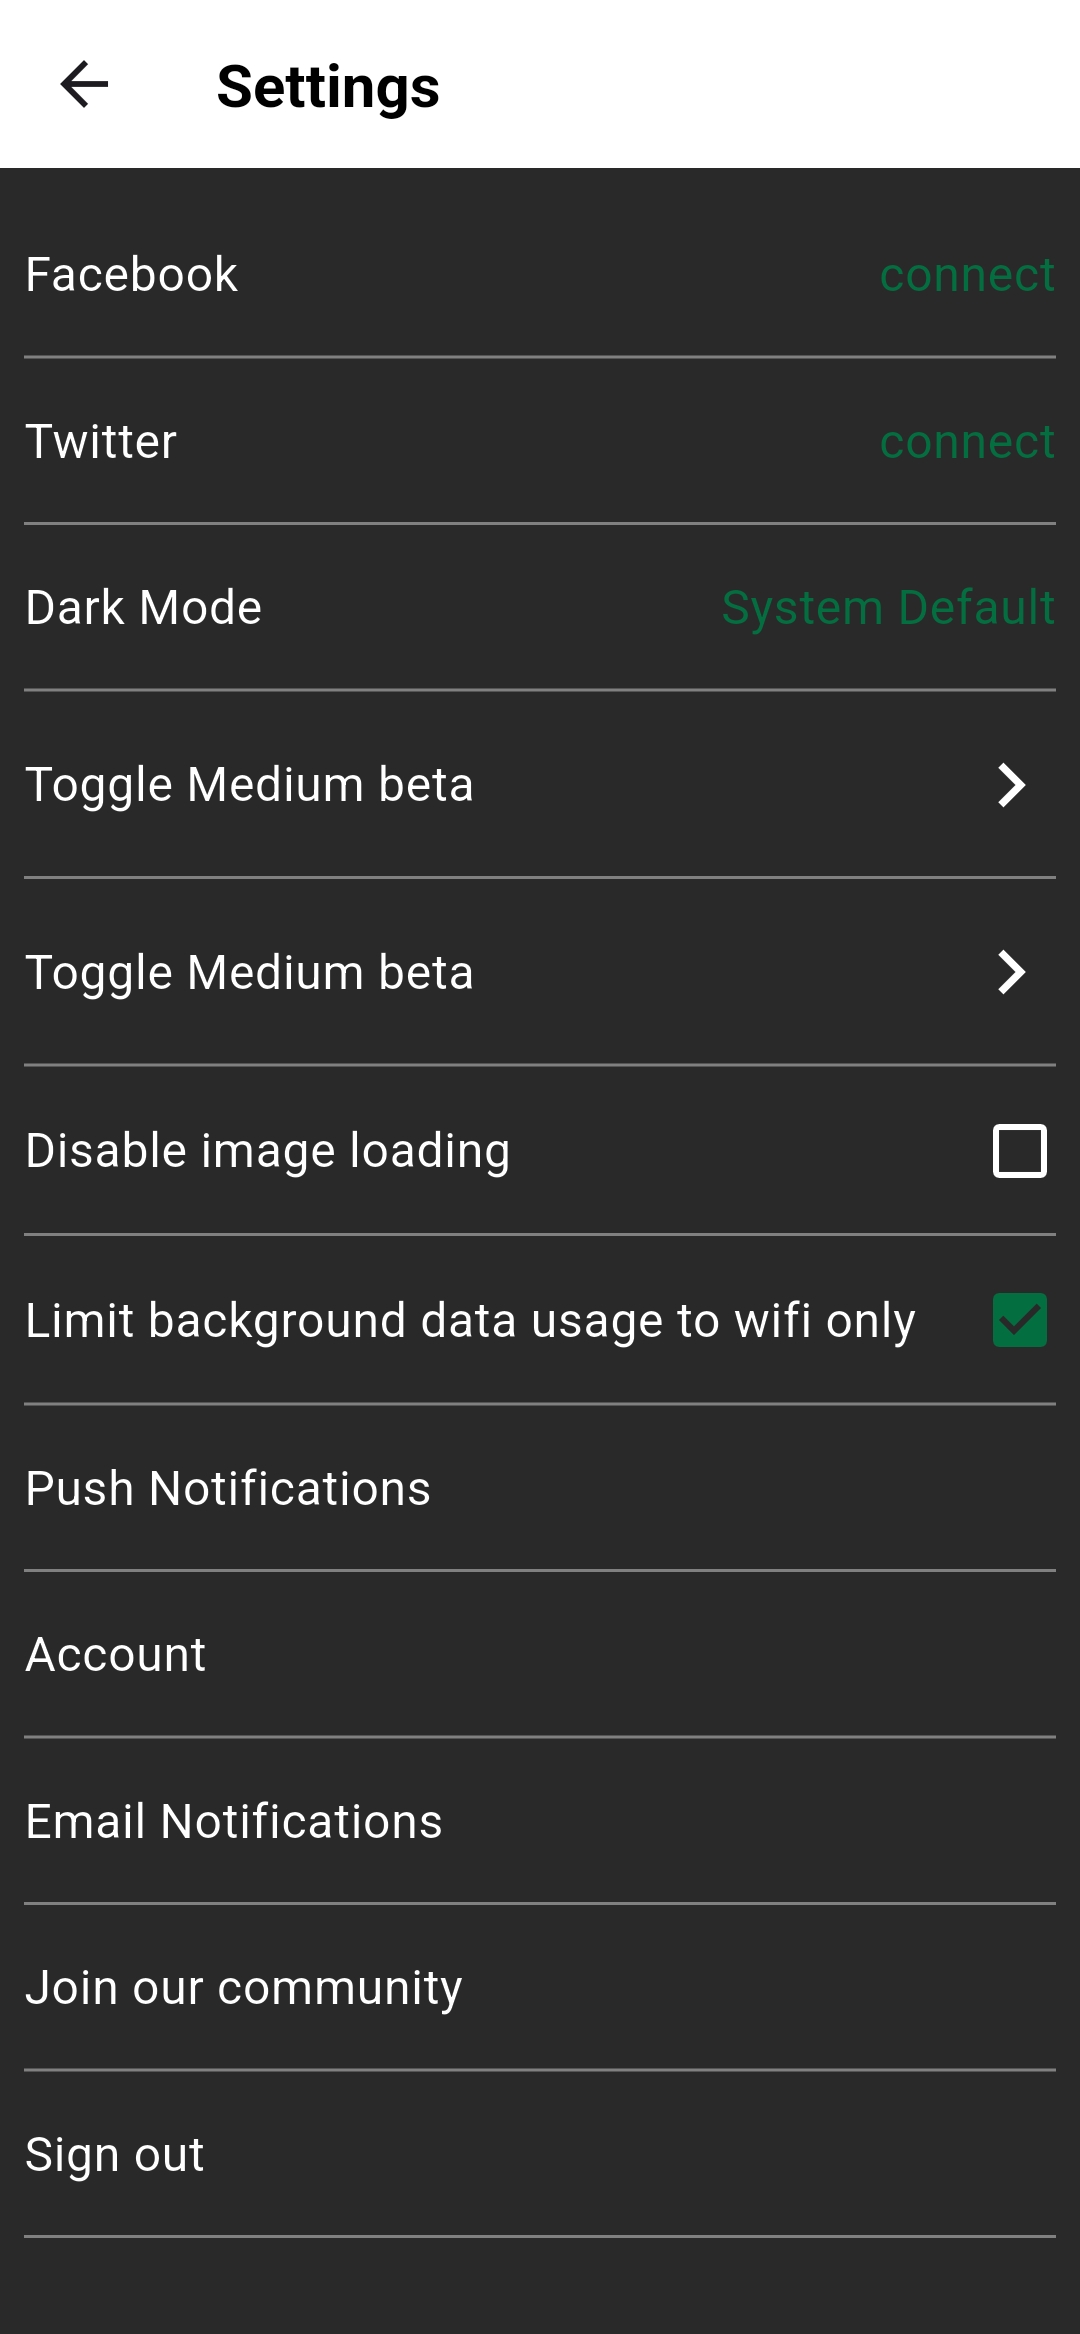 Settings
Facebook connect
Twitter connect
Dark Mode System Default
Toggle Medium beta
Toggle Medium beta
Disable image loading
Limit background data usage to wifi only
Push Notifications
Account
Email Notifications
Join our community
Sign out